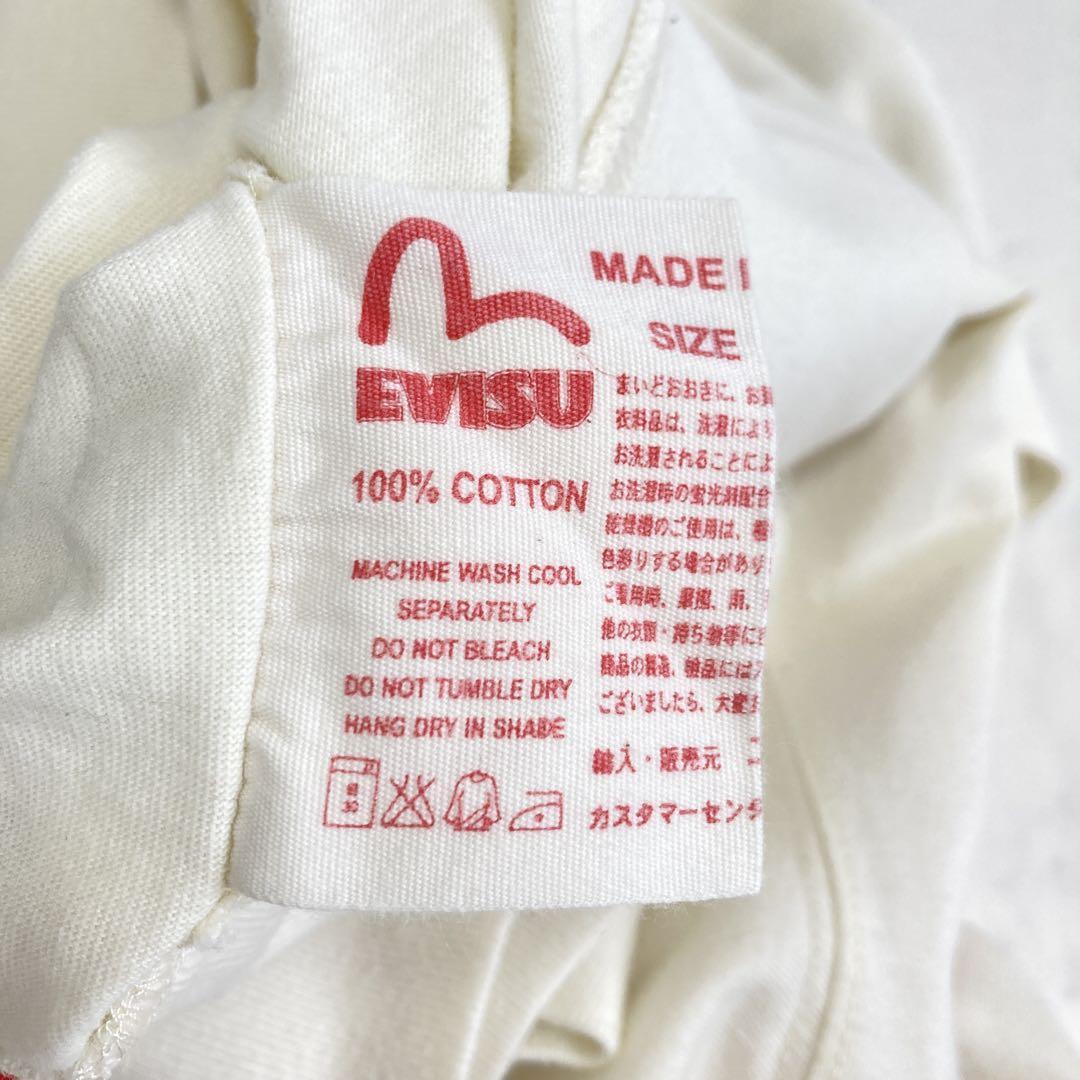 EVISU
100% COTTON
MACHINE WASH COOL
SEPARATELY
DO NOT BLEACH
DO NOT TUMBLE DRY
HANG DRY IN SHADE
MADE
SIZE
まいどおおきに、お
衣料品は、洗濯により
お洗濯されることによ
お洗濯時の蛍光剤配合
乾燥機のご使用は、
色移りする場合があり
ご着用時、摩擦、雨、
他の衣類・持ち物等に
商品の製造、検品には
ございましたら、大変
輸入・販売元
カスタマーセン